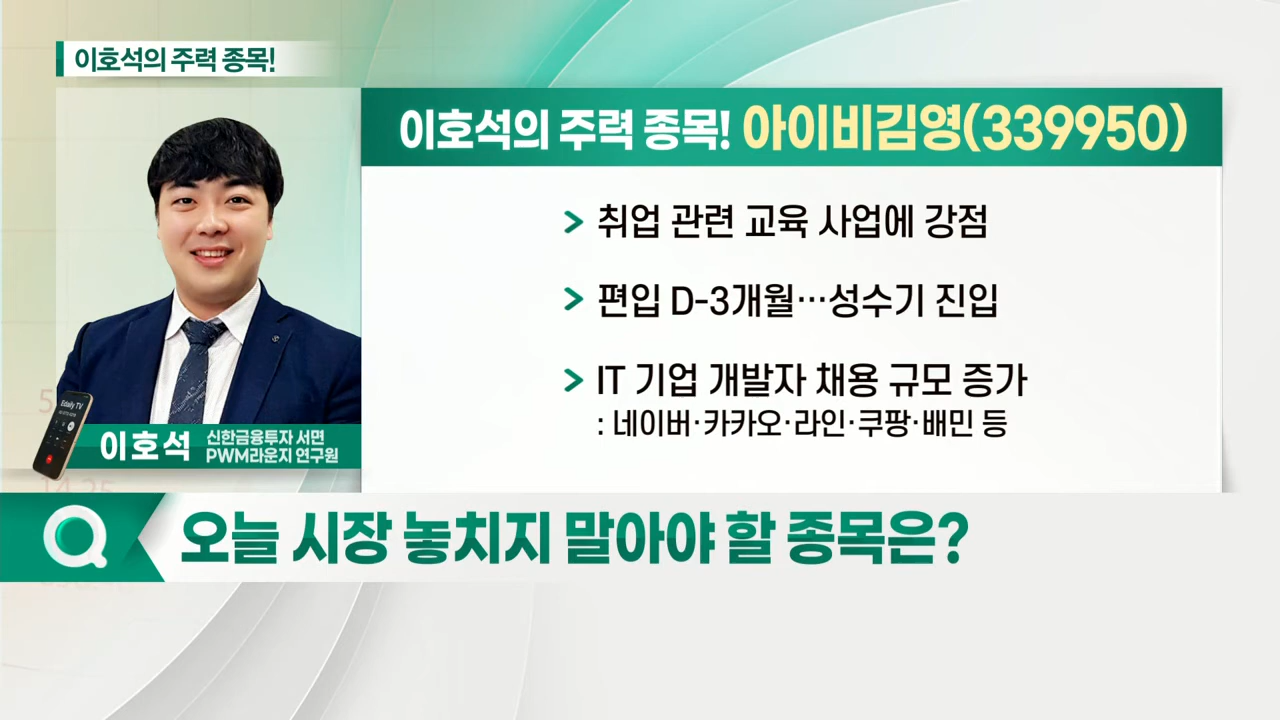 이호석의 주력 종목!
이호석의 주력 종목! 아이비김영(339950)
> 취업 관련 교육 사업에 강점
> 편입 D-3개월…성수기 진입
> IT 기업 개발자 채용 규모 증가
: 네이버·카카오·라인·쿠팡·배민 등
Edaily TV
이호석
신한금융투자 서면
PWM라운지 연구원
14.25
Q 오늘 시장 놓치지 말아야 할 종목은?